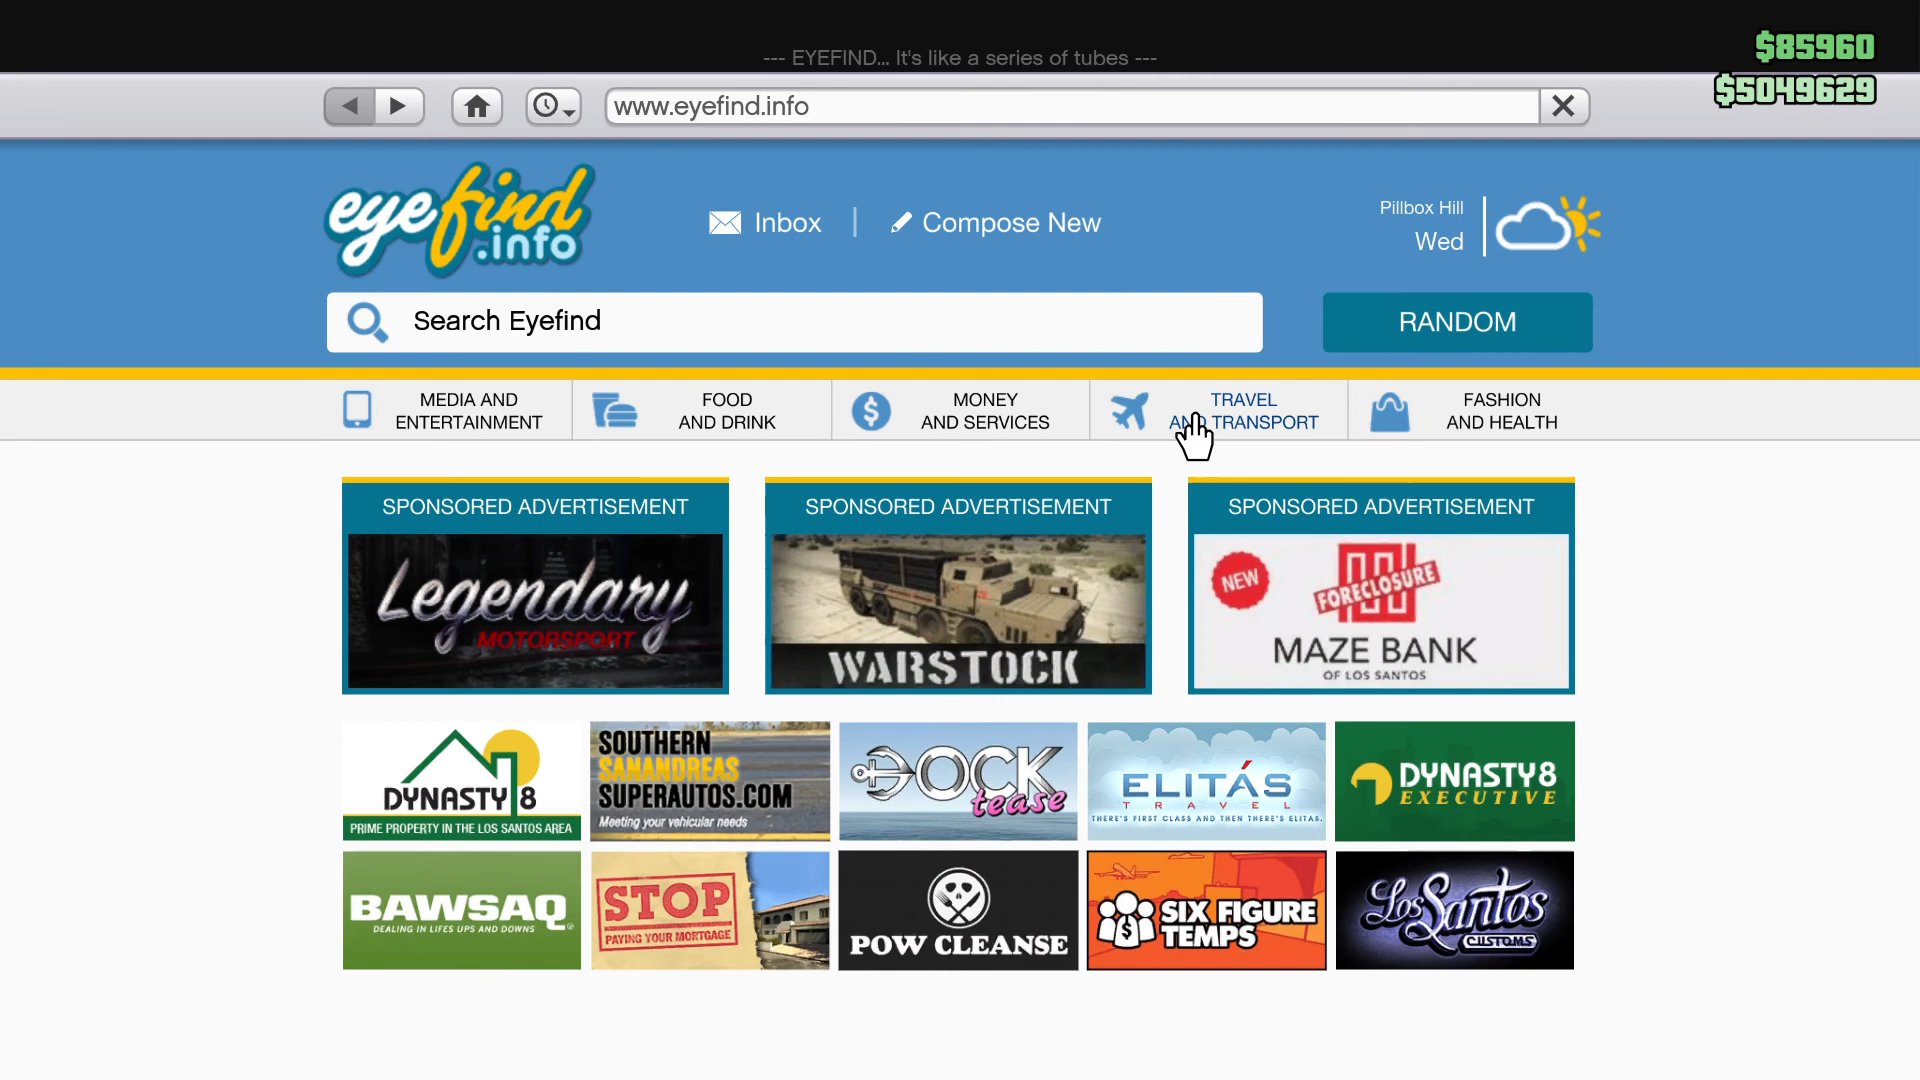 --- EYEFIND... It's like a series of tubes ---
$85960
$5049629
www.eyefind.info
eyefind
.info
Inbox
Compose New
Pillbox Hill
Wed
Search Eyefind
RANDOM
MEDIA AND
ENTERTAINMENT
FOOD
AND DRINK
MONEY
AND SERVICES
TRAVEL
AND TRANSPORT
FASHION
AND HEALTH
SPONSORED ADVERTISEMENT
Legendary
MOTORSPORT
SPONSORED ADVERTISEMENT
WARSTOCK
SPONSORED ADVERTISEMENT
NEW
FORECLOSURE
MAZE BANK
OF LOS SANTOS
DYNASTY 8
PRIME PROPERTY IN THE LOS SANTOS AREA
SOUTHERN
SANANDREAS
SUPERAUTOS.COM
Meeting your vehicular needs
DOCK
tease
ELITÁS
TRAVEL
THERE'S FIRST CLASS AND THEN THERE'S ELITAS.
DYNASTY 8
EXECUTIVE
BAWSAQ
DEALING IN LIFES UPS AND DOWNS
STOP
PAYING YOUR MORTGAGE
POW CLEANSE
SIX FIGURE
TEMPS
Los Santos
CUSTOMS